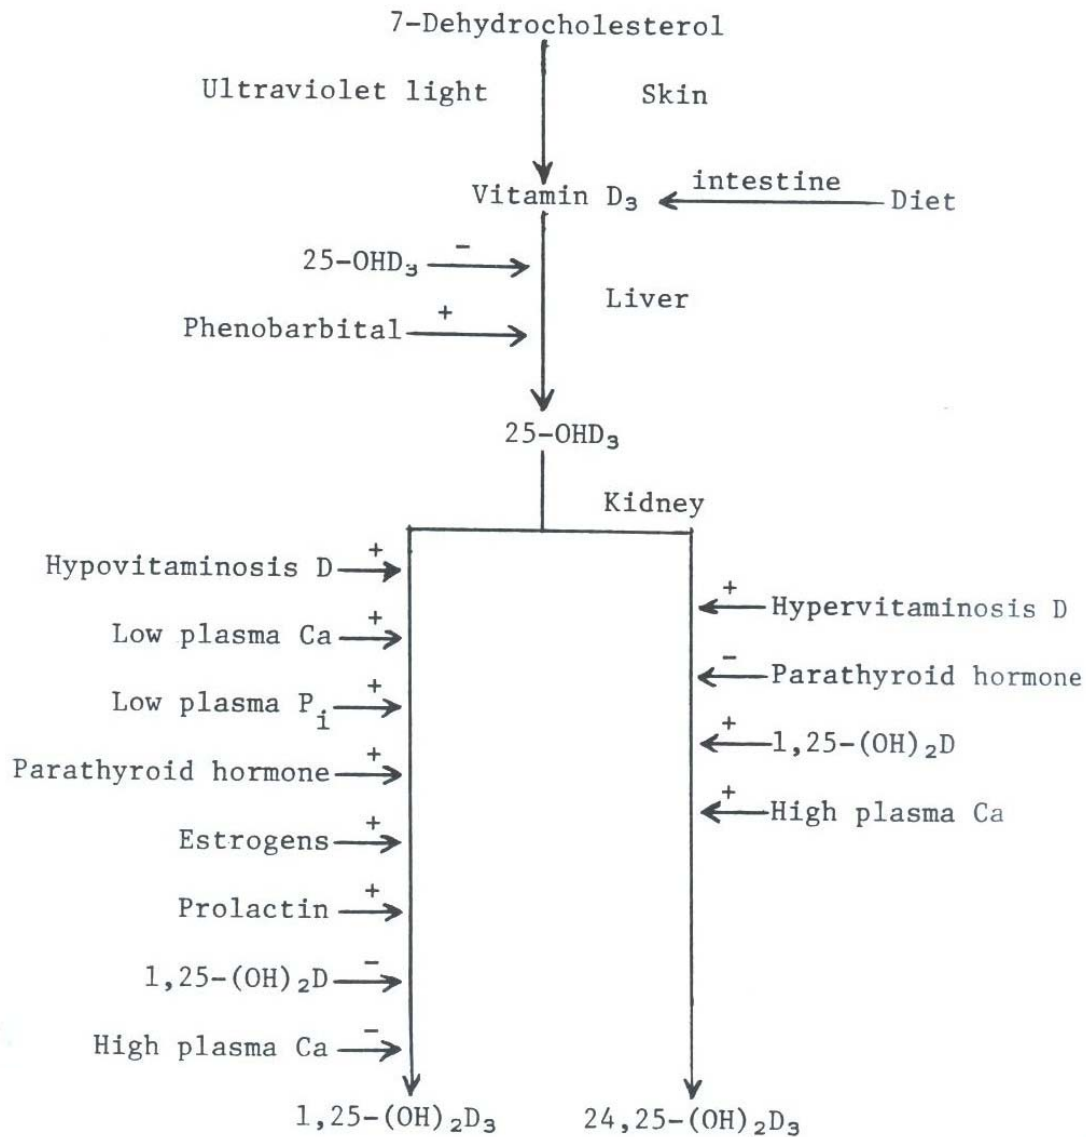 7-Dehydrocholesterol
Ultraviolet light Skin
Vitamin D₃ intestine Diet
25-OHD₃ -
Liver
Phenobarbital +
25-OHD₃
Kidney
Hypovitaminosis D +
+ Hypervitaminosis D
Low plasma Ca +
- Parathyroid hormone
Low plasma Pᵢ +
+ 1,25-(OH)₂D
Parathyroid hormone +
+ High plasma Ca
Estrogens +
Prolactin +
1,25-(OH)₂D -
High plasma Ca -
1,25-(OH)₂D₃ 24,25-(OH)₂D₃